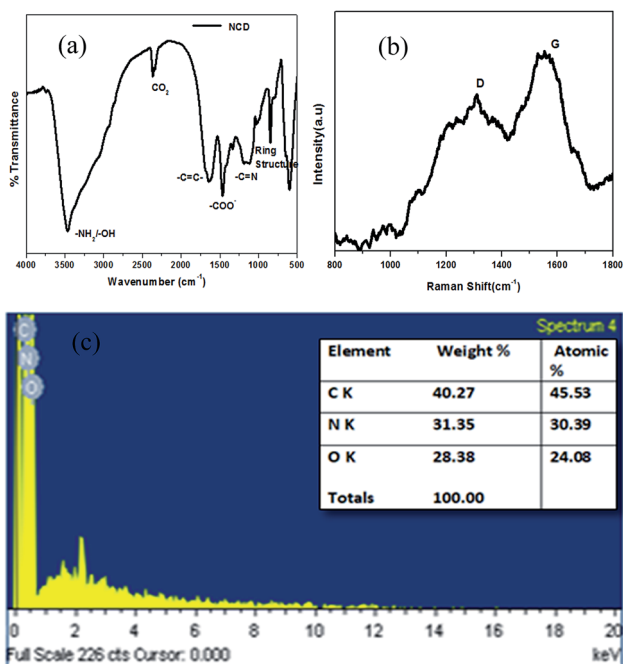 (a)
NCD
% Transmittance
CO2
-NH2/-OH
-C=C-
-COO-
-C=N
Ring
Structure
4000 3500 3000 2500 2000 1500 1000 500
Wavenumber (cm-1)
(b)
Intensity(a.u)
D
G
800 1000 1200 1400 1600 1800
Raman Shift(cm-1)
(c)
C
N
O
Spectrum 4
Element Weight % Atomic
%
C K 40.27 45.53
N K 31.35 30.39
O K 28.38 24.08
Totals 100.00
0 2 4 6 8 10 12 14 16 18 20
Full Scale 226 cts Cursor: 0.000 keV